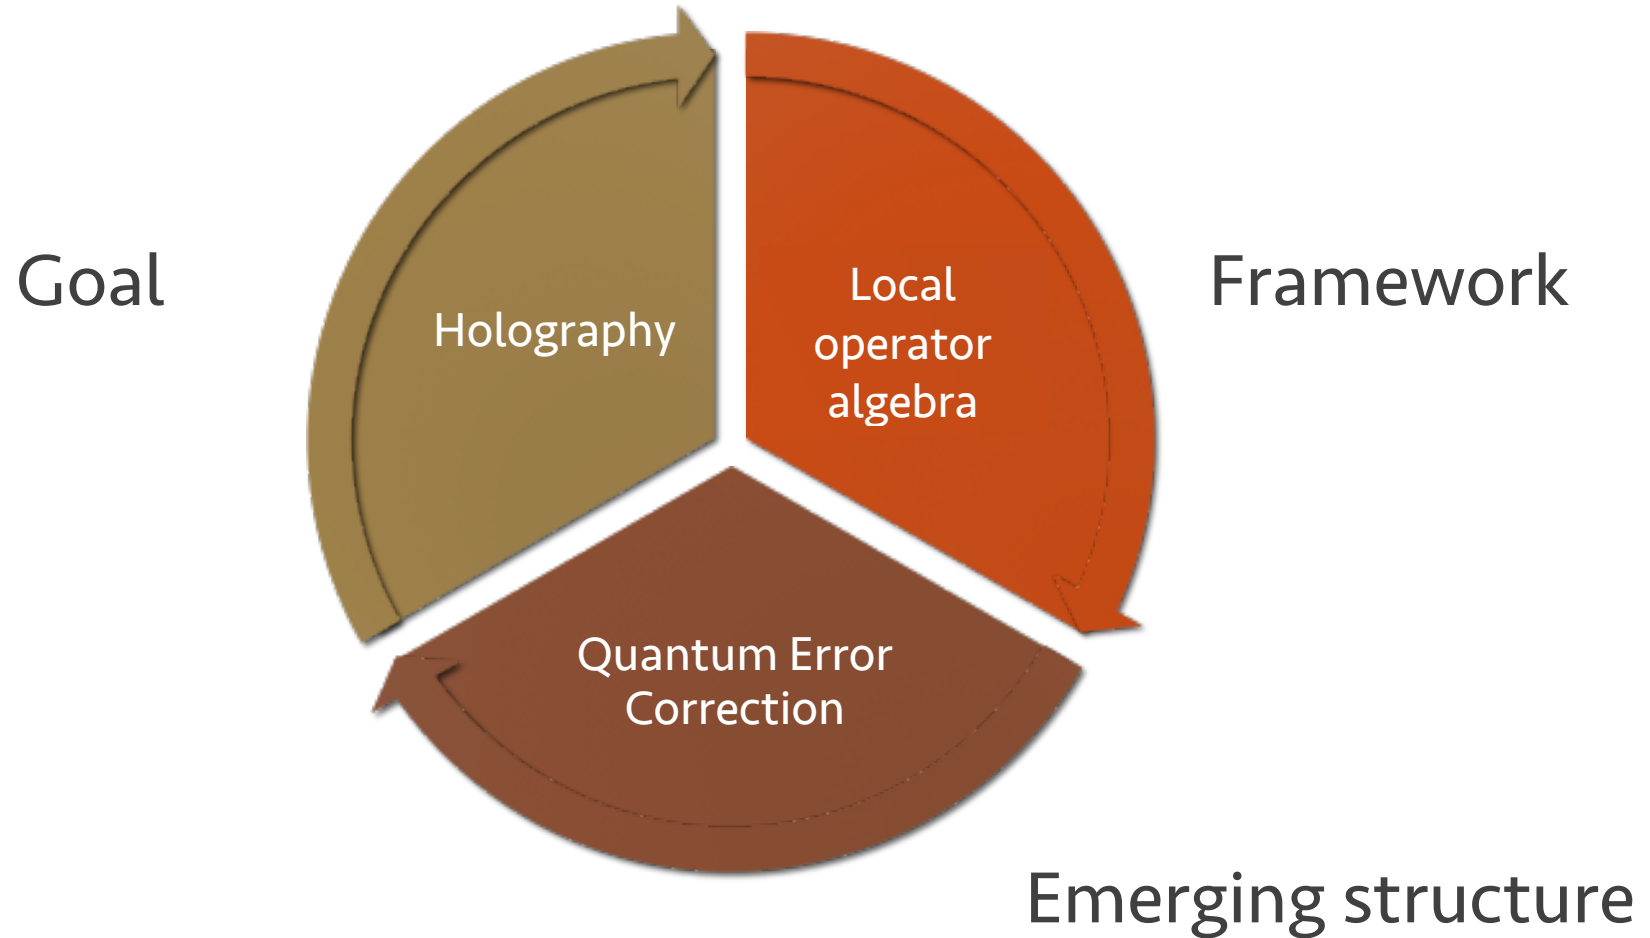 Goal
Holography
Local
operator
algebra
Framework
Quantum Error
Correction
Emerging structure